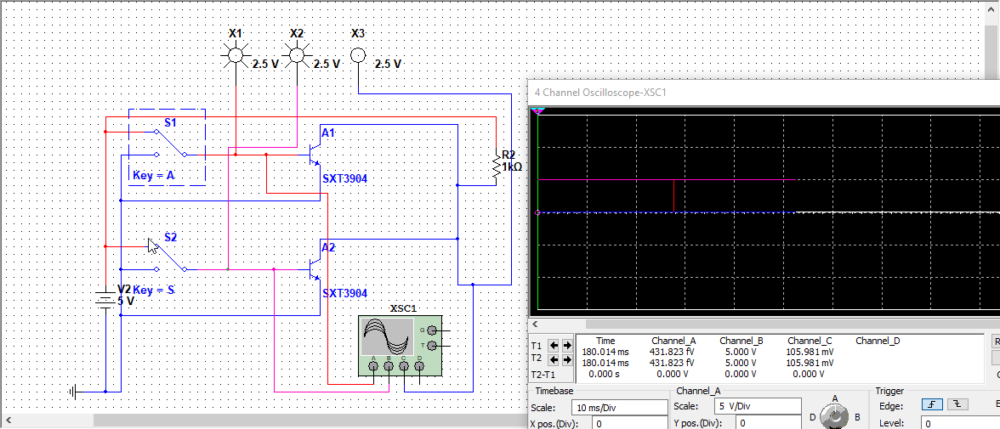 X1 X2 X3
2.5 V 2.5 V 2.5 V
4 Channel Oscilloscope-XSC1
S1
A1
R2
1kΩ
Key = A
SXT3904
S2
A2
V2
Key = S
5 V
SXT3904
XSC1
G
T
A B C D
Time Channel_A Channel_B Channel_C Channel_D
T1 180.014 ms 431.823 fV 5.000 V 105.981 mV
T2 180.014 ms 431.823 fV 5.000 V 105.981 mV
T2-T1 0.000 s 0.000 V 0.000 V 0.000 V
Timebase
Scale: 10 ms/Div
X pos.(Div): 0
Channel_A
Scale: 5 V/Div
Y pos.(Div): 0
A
D B
Trigger
Edge:
Level: 0